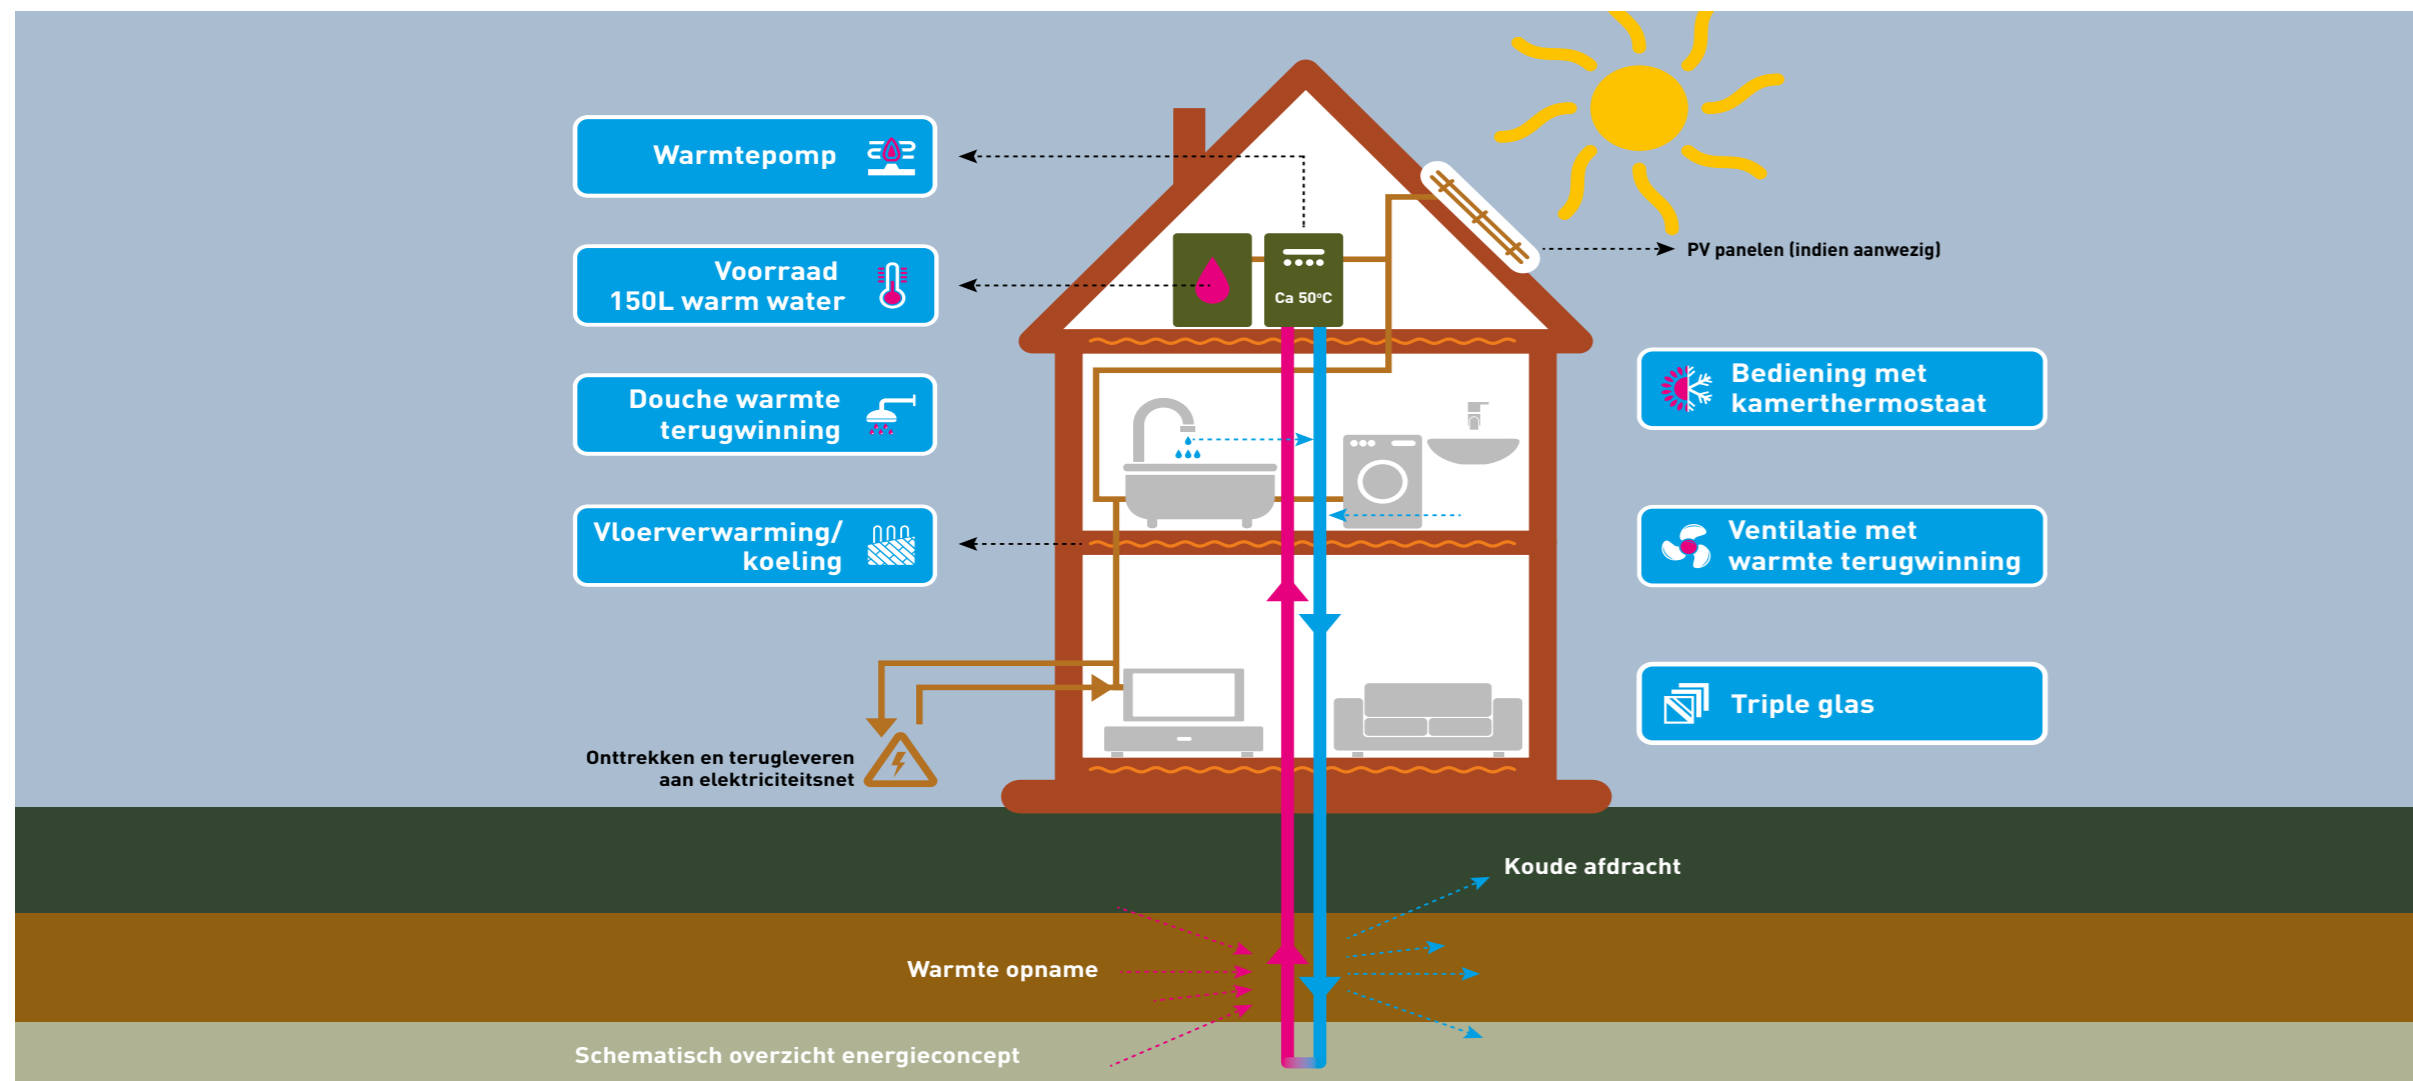 Warmtepomp
Voorraad
150L warm water
Douche warmte
terugwinning
Vloerverwarming/
koeling
Onttrekken en terugleveren
aan elektriciteitsnet
Ca 50°C
PV panelen (indien aanwezig)
Bediening met
kamerthermostaat
Ventilatie met
warmte terugwinning
Triple glas
Koude afdracht
Warmte opname
Schematisch overzicht energieconcept